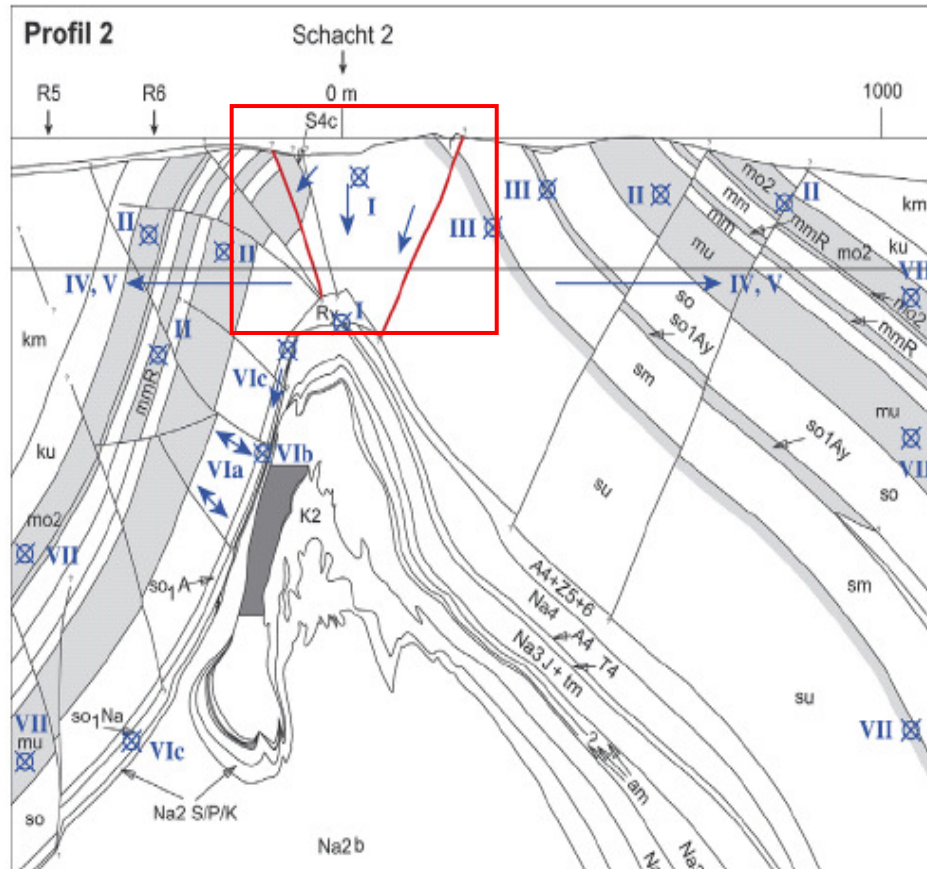 Profil 2
Schacht 2
R5
R6
0 m
1000
S4c
I
III
III
II
mo2
II
km
mm
mmR
mm
mo2
ku
II
II
mu
VII
IV, V
IV, V
mo2
so
mmR
km
II
I
so1Ay
mmR
VIc
sm
mu
so1Ay
VII
ku
VIa
VIb
su
so
K2
mo2
VII
sm
so1A
A4+Z5+6
Na4
A4
T4
Na3 J + tm
su
VII
so1Na
VII
mu
VIc
?
am
Na2 S/P/K
so
Na2 b